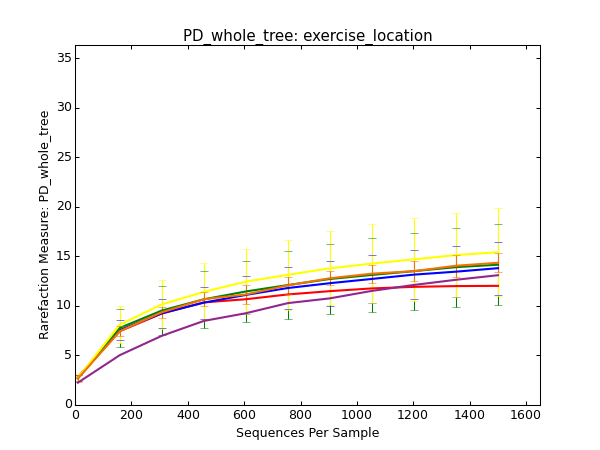 PD_whole_tree: exercise_location
35
30
25
20
15
10
5
0
Rarefaction Measure: PD_whole_tree
0 200 400 600 800 1000 1200 1400 1600
Sequences Per Sample